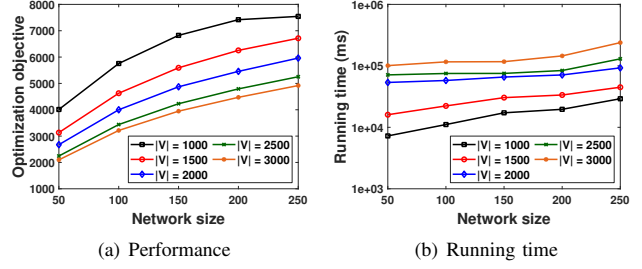 8000
7000
6000
5000
4000
3000
2000
1000
50
100
150
200
250
Optimization objective
Network size
|V| = 1000
|V| = 1500
|V| = 2000
|V| = 2500
|V| = 3000
(a) Performance
1e+06
1e+05
1e+04
1e+03
50
100
150
200
250
Running time (ms)
Network size
|V| = 1000
|V| = 1500
|V| = 2000
|V| = 2500
|V| = 3000
(b) Running time